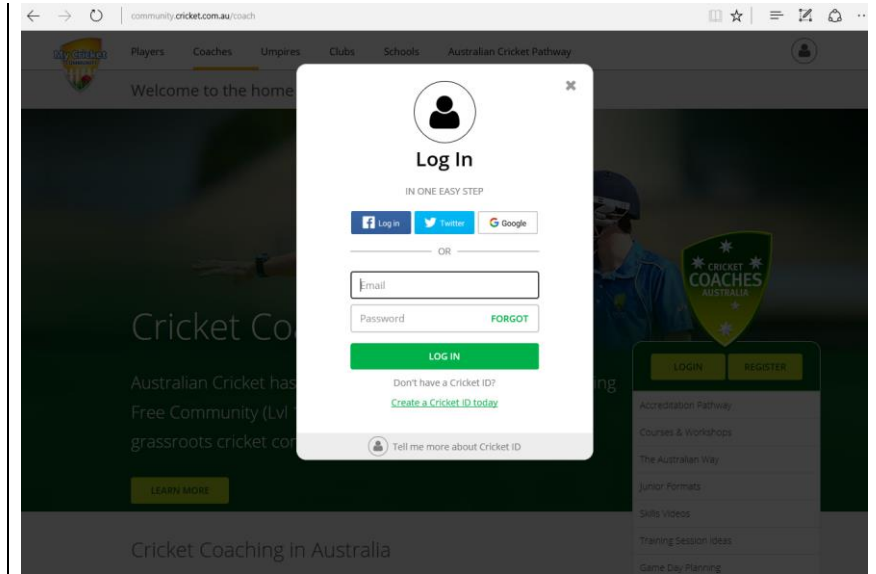 community.cricket.com.au/coach
My Cricket
Players Coaches Umpires Clubs Schools Australian Cricket Pathway
Welcome to the home
Log In
IN ONE EASY STEP
f Log in Twitter G Google
OR
Email
Password FORGOT
LOG IN
Don't have a Cricket ID?
Create a Cricket ID today
Tell me more about Cricket ID
Cricket Co
Australian Cricket has ing
Free Community (Lvl
grassroots cricket
LEARN MORE
Cricket Coaching in Australia
CRICKET
COACHES
AUSTRALIA
LOGIN REGISTER
Accreditation Pathway
Courses & Workshops
The Australian Way
Junior Formats
Skills Videos
Training Session Ideas
Game Day Planning